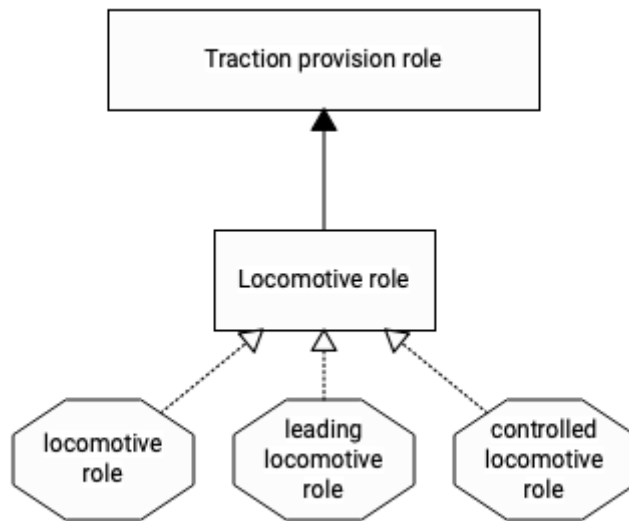 Traction provision role
Locomotive role
locomotive
role
leading
locomotive
role
controlled
locomotive
role